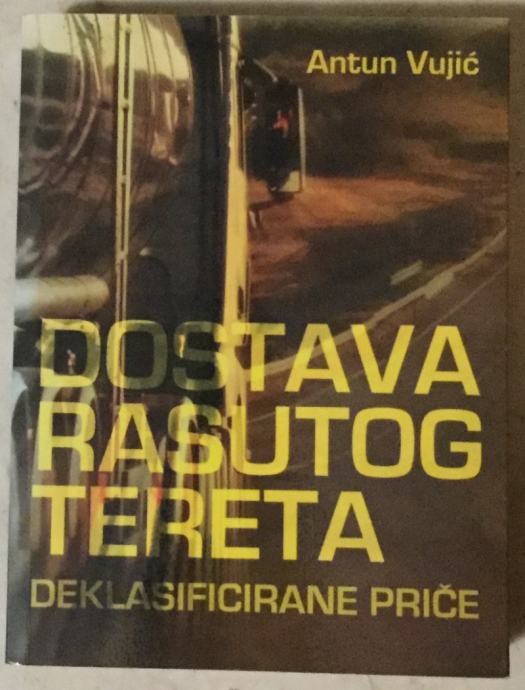 Antun Vujić
DOSTAVA
RASUTOG
TERETA
DEKLASIFICIRANE PRIČE